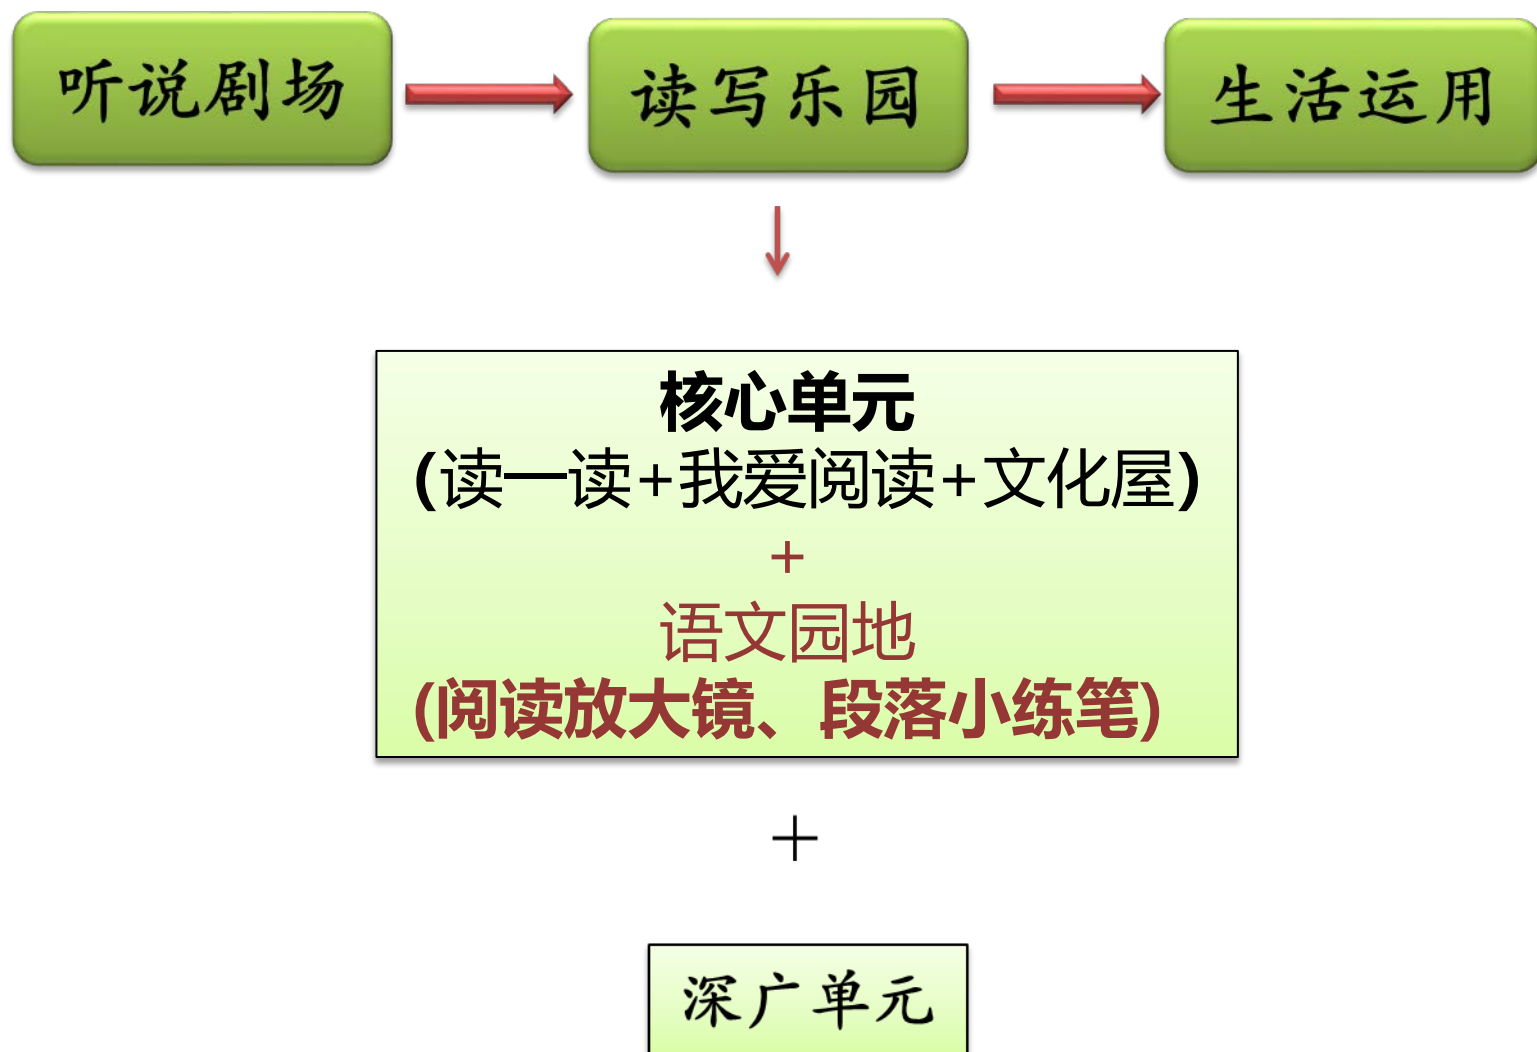 听说剧场
读写乐园
生活运用
核心单元
(读一读+我爱阅读+文化屋)
+
语文园地
(阅读放大镜、段落小练笔)
+
深广单元